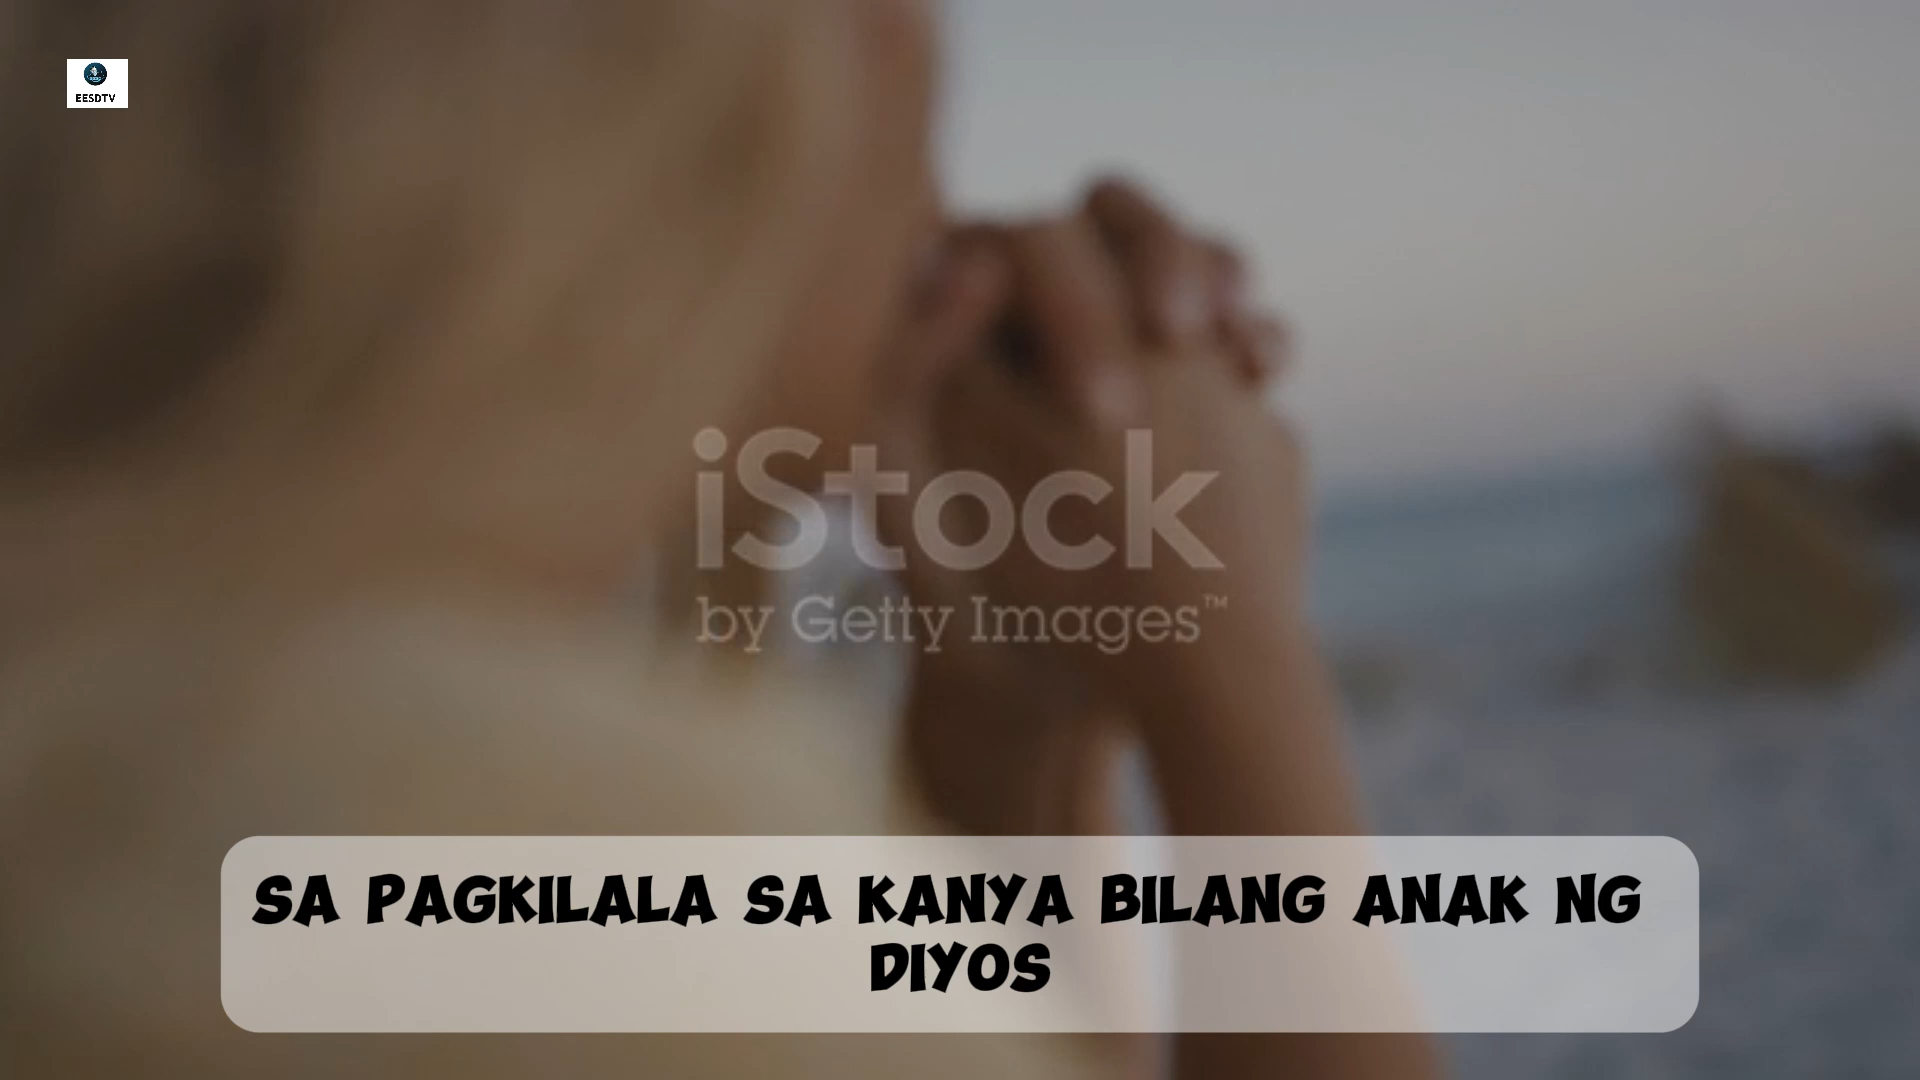 EESDTV
iStock
by Getty Images™
SA PAGKILALA SA KANYA BILANG ANAK NG
DIYOS